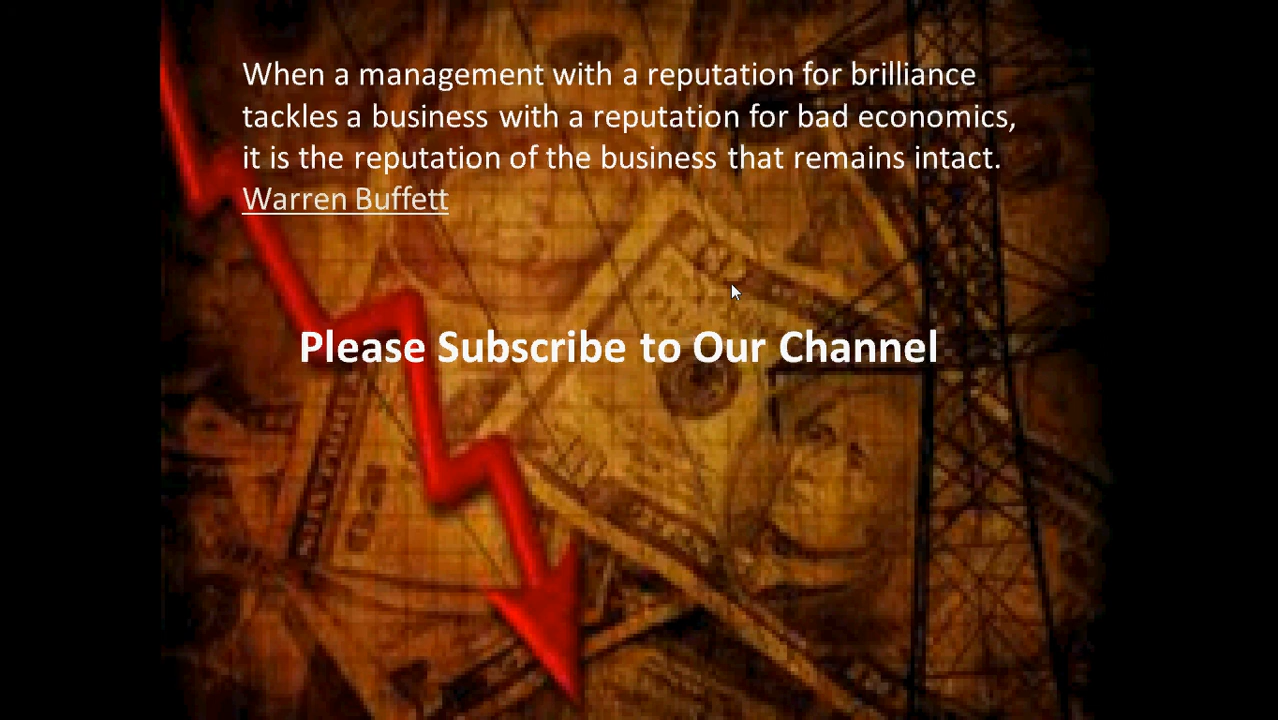 When a management with a reputation for brilliance
tackles a business with a reputation for bad economics,
it is the reputation of the business that remains intact.
Warren Buffett
Please Subscribe to Our Channel